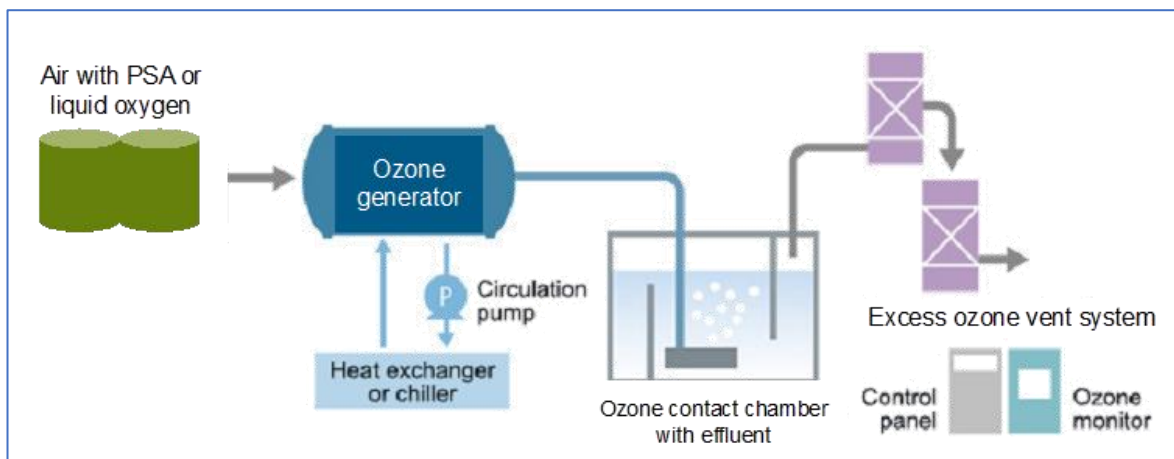 Air with PSA or
liquid oxygen
Ozone
generator
P
Circulation
pump
Heat exchanger
or chiller
Ozone contact chamber
with effluent
Excess ozone vent system
Control
panel
Ozone
monitor